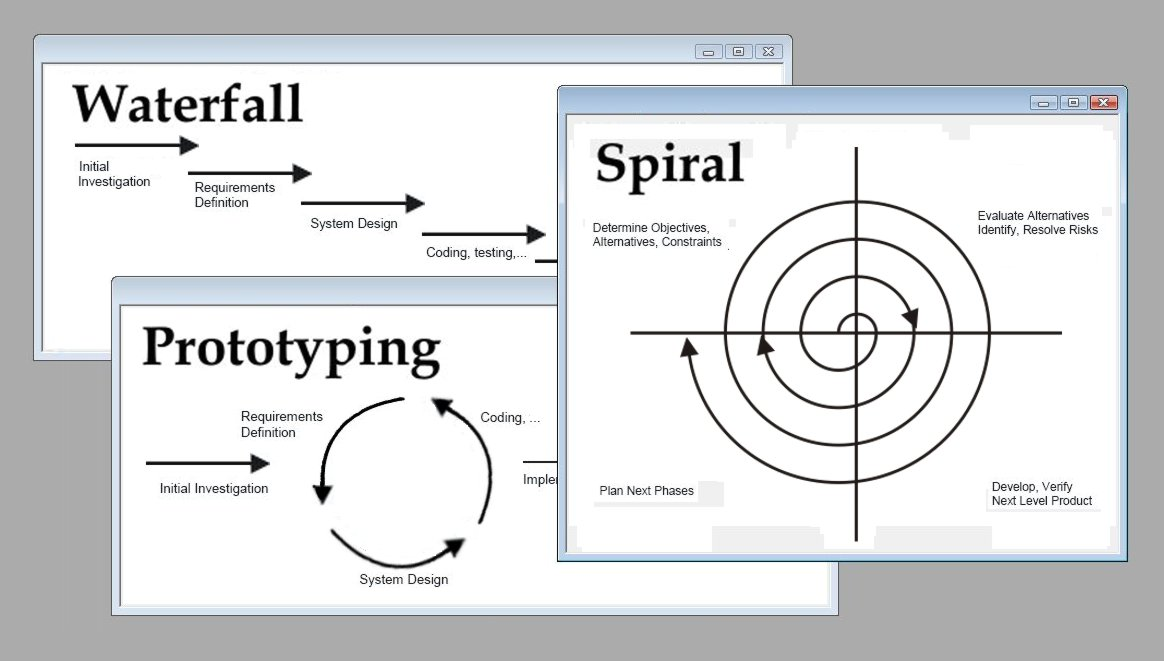 Waterfall
Initial
Investigation
Requirements
Definition
System Design
Coding, testing,...
Prototyping
Requirements
Definition
Coding, ...
Initial Investigation
System Design
Spiral
Determine Objectives,
Alternatives, Constraints
Evaluate Alternatives
Identify, Resolve Risks
Plan Next Phases
Develop, Verify
Next Level Product